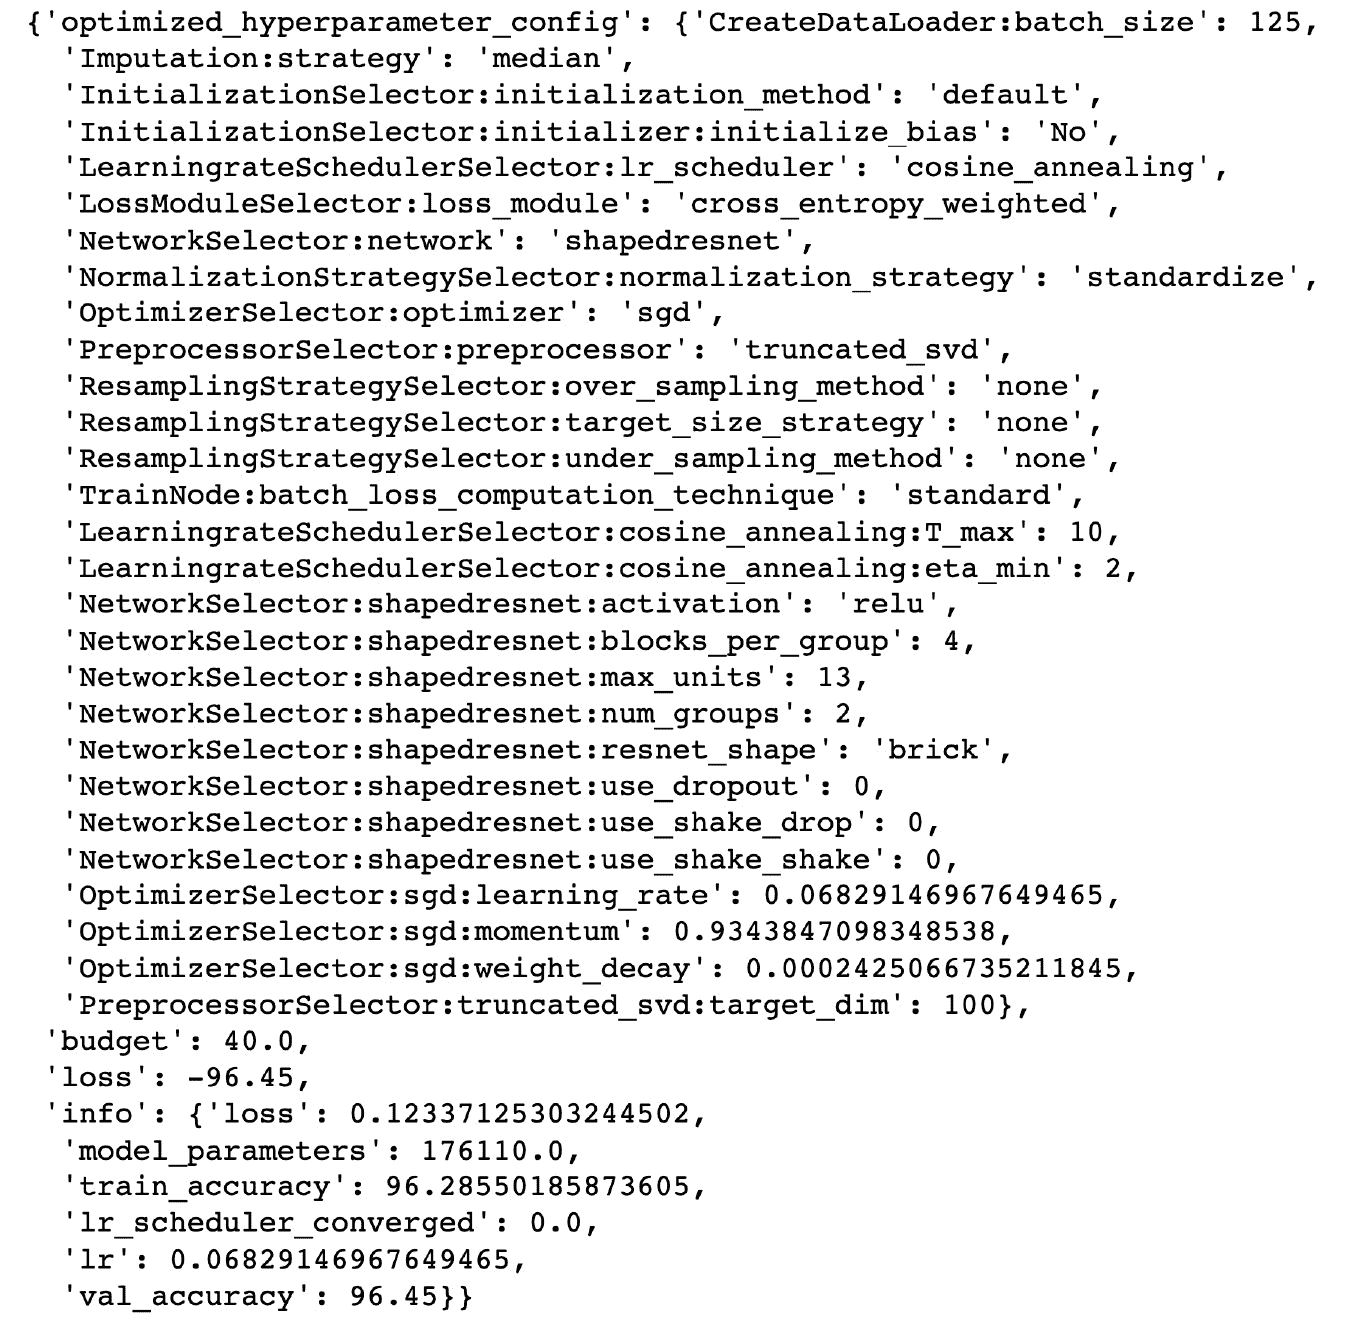 {'optimized_hyperparameter_config': {'CreateDataLoader:batch_size': 125,
'Imputation:strategy': 'median',
'InitializationSelector:initialization_method': 'default',
'InitializationSelector:initializer:initialize_bias': 'No',
'LearningrateSchedulerSelector:lr_scheduler': 'cosine_annealing',
'LossModuleSelector:loss_module': 'cross_entropy_weighted',
'NetworkSelector:network': 'shapedresnet',
'NormalizationStrategySelector:normalization_strategy': 'standardize',
'OptimizerSelector:optimizer': 'sgd',
'PreprocessorSelector:preprocessor': 'truncated_svd',
'ResamplingStrategySelector:over_sampling_method': 'none',
'ResamplingStrategySelector:target_size_strategy': 'none',
'ResamplingStrategySelector:under_sampling_method': 'none',
'TrainNode:batch_loss_computation_technique': 'standard',
'LearningrateSchedulerSelector:cosine_annealing:T_max': 10,
'LearningrateSchedulerSelector:cosine_annealing:eta_min': 2,
'NetworkSelector:shapedresnet:activation': 'relu',
'NetworkSelector:shapedresnet:blocks_per_group': 4,
'NetworkSelector:shapedresnet:max_units': 13,
'NetworkSelector:shapedresnet:num_groups': 2,
'NetworkSelector:shapedresnet:resnet_shape': 'brick',
'NetworkSelector:shapedresnet:use_dropout': 0,
'NetworkSelector:shapedresnet:use_shake_drop': 0,
'NetworkSelector:shapedresnet:use_shake_shake': 0,
'OptimizerSelector:sgd:learning_rate': 0.06829146967649465,
'OptimizerSelector:sgd:momentum': 0.9343847098348538,
'OptimizerSelector:sgd:weight_decay': 0.0002425066735211845,
'PreprocessorSelector:truncated_svd:target_dim': 100},
'budget': 40.0,
'loss': -96.45,
'info': {'loss': 0.12337125303244502,
'model_parameters': 176110.0,
'train_accuracy': 96.28550185873605,
'lr_scheduler_converged': 0.0,
'lr': 0.06829146967649465,
'val_accuracy': 96.45}}